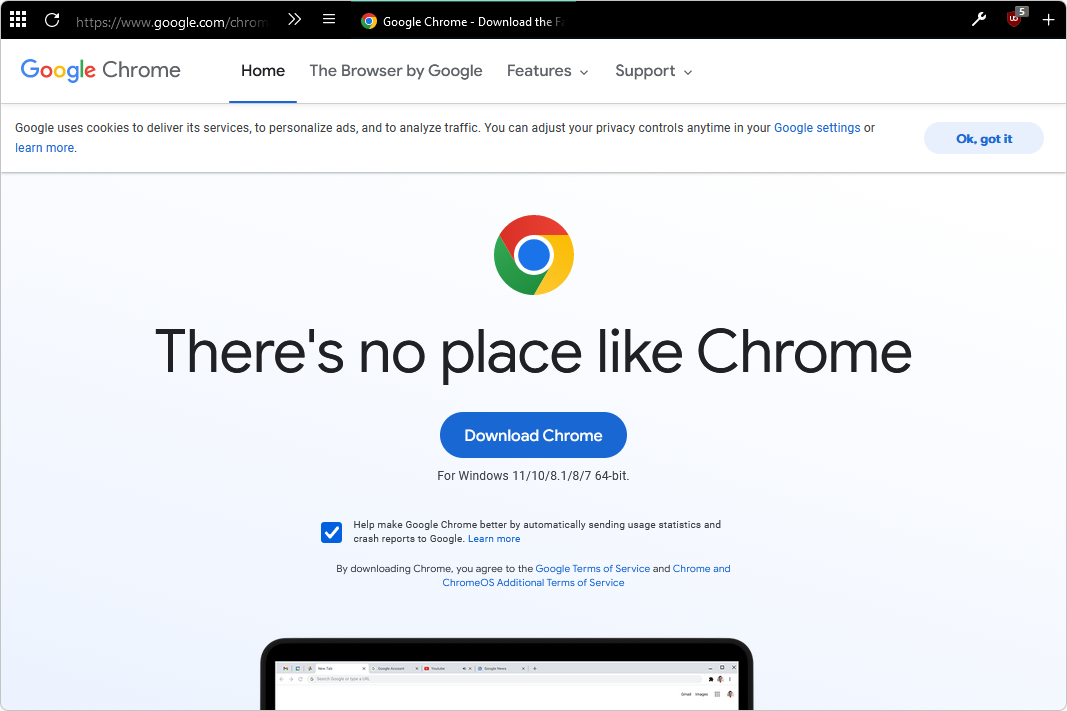 https://www.google.com/chrom
Google Chrome - Download the Fa
5
Google Chrome
Home
The Browser by Google
Features
Support
Google uses cookies to deliver its services, to personalize ads, and to analyze traffic. You can adjust your privacy controls anytime in your Google settings or
learn more.
Ok, got it
There's no place like Chrome
Download Chrome
For Windows 11/10/8.1/8/7 64-bit.
Help make Google Chrome better by automatically sending usage statistics and
crash reports to Google. Learn more
By downloading Chrome, you agree to the Google Terms of Service and Chrome and
ChromeOS Additional Terms of Service
New Tab
Google Account
Youtube
Google News
Search Google or type a URL
Gmail
Images